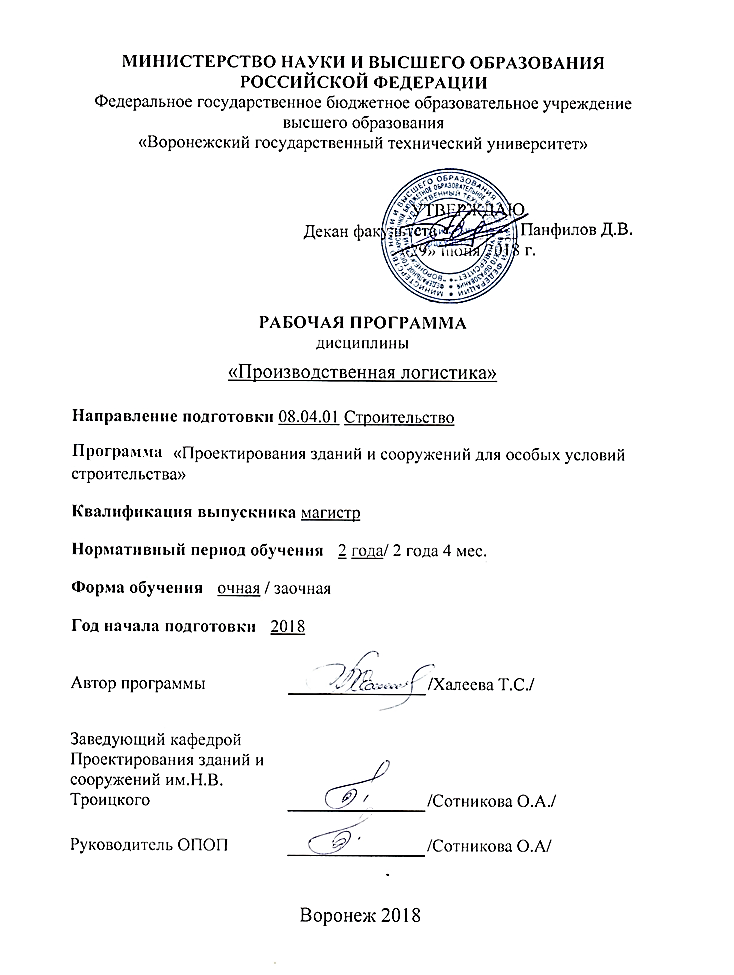 МИНИСТЕРСТВО НАУКИ И ВЫСШЕГО ОБРАЗОВАНИЯ
РОССИЙСКОЙ ФЕДЕРАЦИИ
Федеральное государственное бюджетное образовательное учреждение
высшего образования
«Воронежский государственный технический университет»
УТВЕРЖДАЮ
Декан Панфилов Д.В.
июня 2018 г.
РАБОЧАЯ ПРОГРАММА
дисциплины
«Производственная логистика»
Направление подготовки 08.04.01 Строительство
Программа «Проектирования зданий и сооружений для особых условий
строительства»
Квалификация выпускника магистр
Нормативный период обучения 2 года/ 2 года 4 мес.
Форма обучения очная / заочная
Год начала подготовки 2018
Автор программы /Халеева Т.С./
Заведующий кафедрой
Проектирования зданий и
сооружений им.Н.В.
Троицкого /Сотникова О.А./
Руководитель ОПОП /Сотникова О.А/
Воронеж 2018